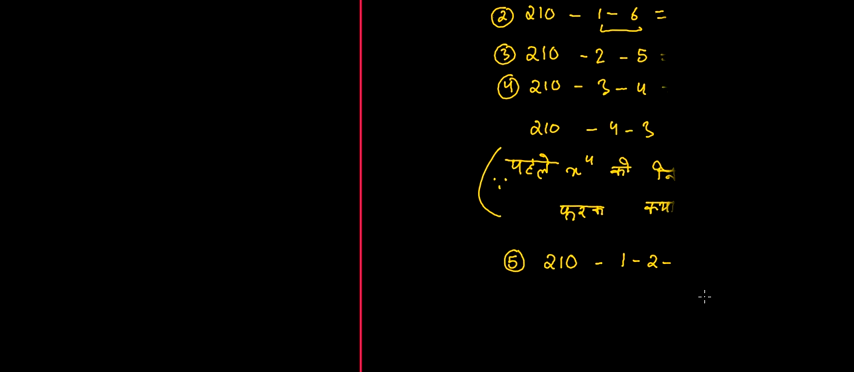 ② 210 - 1 - 6 =
③ 210 - 2 - 5 =
④ 210 - 3 - 4 -
210 - 4 - 3
( ∵ पहले x⁴ को
⑤ 210 - 1 - 2 -